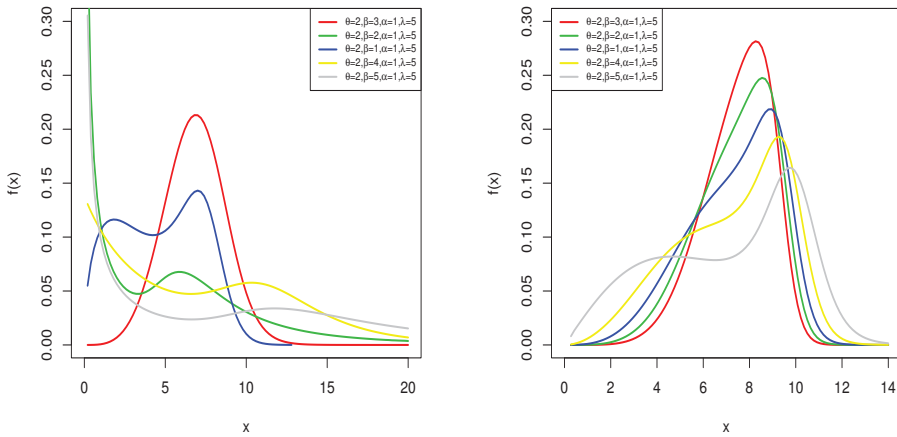 0.30
0.25
0.20
0.15
0.10
0.05
0.00
f(x)
θ=2,β=3,α=1,λ=5
θ=2,β=2,α=1,λ=5
θ=2,β=1,α=1,λ=5
θ=2,β=4,α=1,λ=5
θ=2,β=5,α=1,λ=5
0 5 10 15 20
x
0.30
0.25
0.20
0.15
0.10
0.05
0.00
f(x)
θ=2,β=3,α=1,λ=5
θ=2,β=2,α=1,λ=5
θ=2,β=1,α=1,λ=5
θ=2,β=4,α=1,λ=5
θ=2,β=5,α=1,λ=5
0 2 4 6 8 10 12 14
x